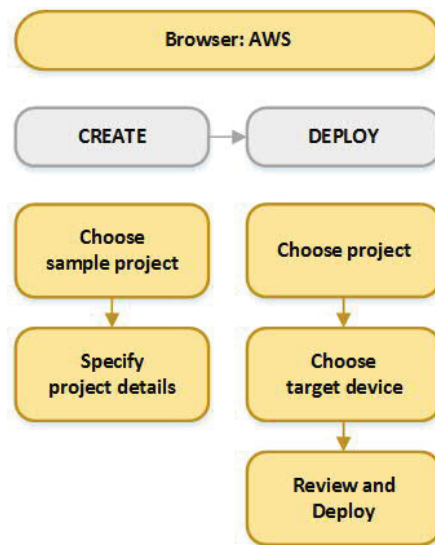 Browser: AWS
CREATE
DEPLOY
Choose
sample project
Specify
project details
Choose project
Choose
target device
Review and
Deploy